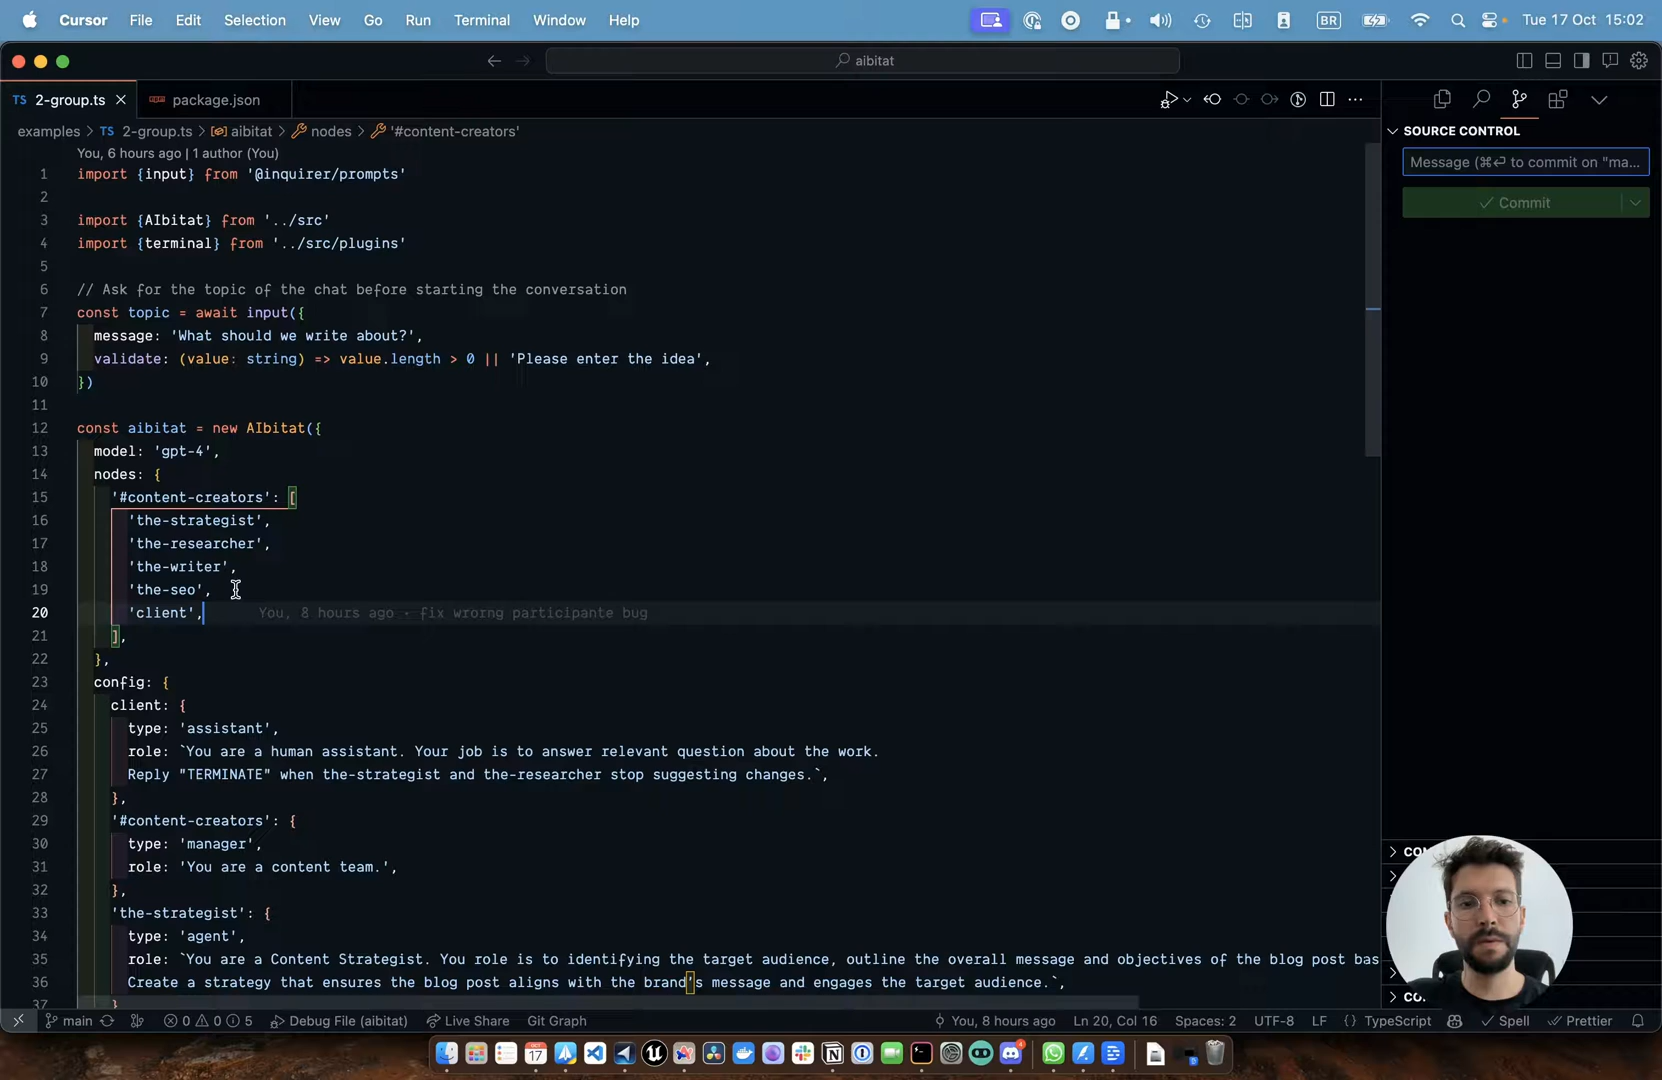 Cursor File Edit Selection View Go Run Terminal Window Help BR Tue 17 Oct 15:02
aibitat
TS 2-group.ts package.json
examples > TS 2-group.ts > aibitat > nodes > '#content-creators'
SOURCE CONTROL
Message (⌘⏎ to commit on "ma...
Commit
You, 6 hours ago | 1 author (You)
1 import {input} from '@inquirer/prompts'
2
3 import {AIbitat} from '../src'
4 import {terminal} from '../src/plugins'
5
6 // Ask for the topic of the chat before starting the conversation
7 const topic = await input({
8 message: 'What should we write about?',
9 validate: (value: string) => value.length > 0 || 'Please enter the idea',
10 })
11
12 const aibitat = new AIbitat({
13 model: 'gpt-4',
14 nodes: {
15 '#content-creators': [
16 'the-strategist',
17 'the-researcher',
18 'the-writer',
19 'the-seo',
20 'client', You, 8 hours ago • fix wrorng participante bug
21 ],
22 },
23 config: {
24 client: {
25 type: 'assistant',
26 role: `You are a human assistant. Your job is to answer relevant question about the work.
27 Reply "TERMINATE" when the-strategist and the-researcher stop suggesting changes.`,
28 },
29 '#content-creators': {
30 type: 'manager',
31 role: 'You are a content team.',
32 },
33 'the-strategist': {
34 type: 'agent',
35 role: `You are a Content Strategist. You role is to identifying the target audience, outline the overall message and objectives of the blog post bas
36 Create a strategy that ensures the blog post aligns with the brand’s message and engages the target audience.`,
37 }
main 0 0 5 Debug File (aibitat) Live Share Git Graph You, 8 hours ago Ln 20, Col 16 Spaces: 2 UTF-8 LF {} TypeScript Spell Prettier
OCT 17